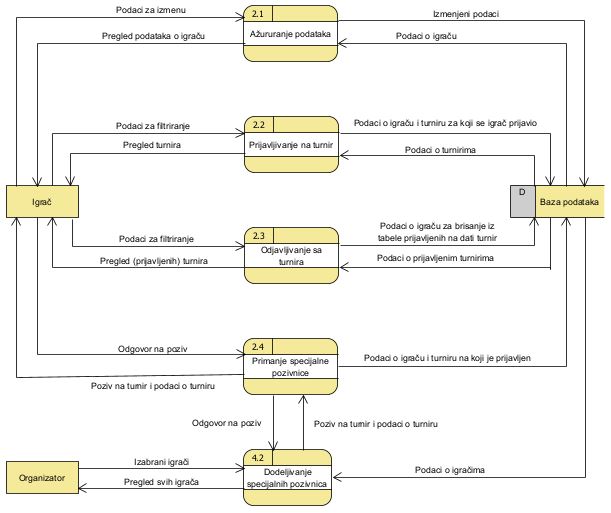 Podaci za izmenu
2.1
Izmenjeni podaci
Ažururanje podataka
Pregled podataka o igraču
Podaci o igraču
2.2
Podaci za filtriranje
Podaci o igraču i turniru za koji se igrač prijavio
Prijavljivanje na turnir
Pregled turnira
Podaci o turnirima
Igrač
D
Baza podataka
2.3
Podaci za filtriranje
Podaci o igraču za brisanje iz
tabele prijavljenih na dati turnir
Odjavljivanje sa
turnira
Pregled (prijavljenih) turnira
Podaci o prijavljenim turnirima
2.4
Odgovor na poziv
Primanje specijalne
pozivnice
Podaci o igraču i turniru na koji je prijavljen
Poziv na turnir i podaci o turniru
Odgovor na poziv
Poziv na turnir i podaci o turniru
4.2
Izabrani igrači
Dodeljivanje
specijalnih pozivnica
Podaci o igračima
Organizator
Pregled svih igrača